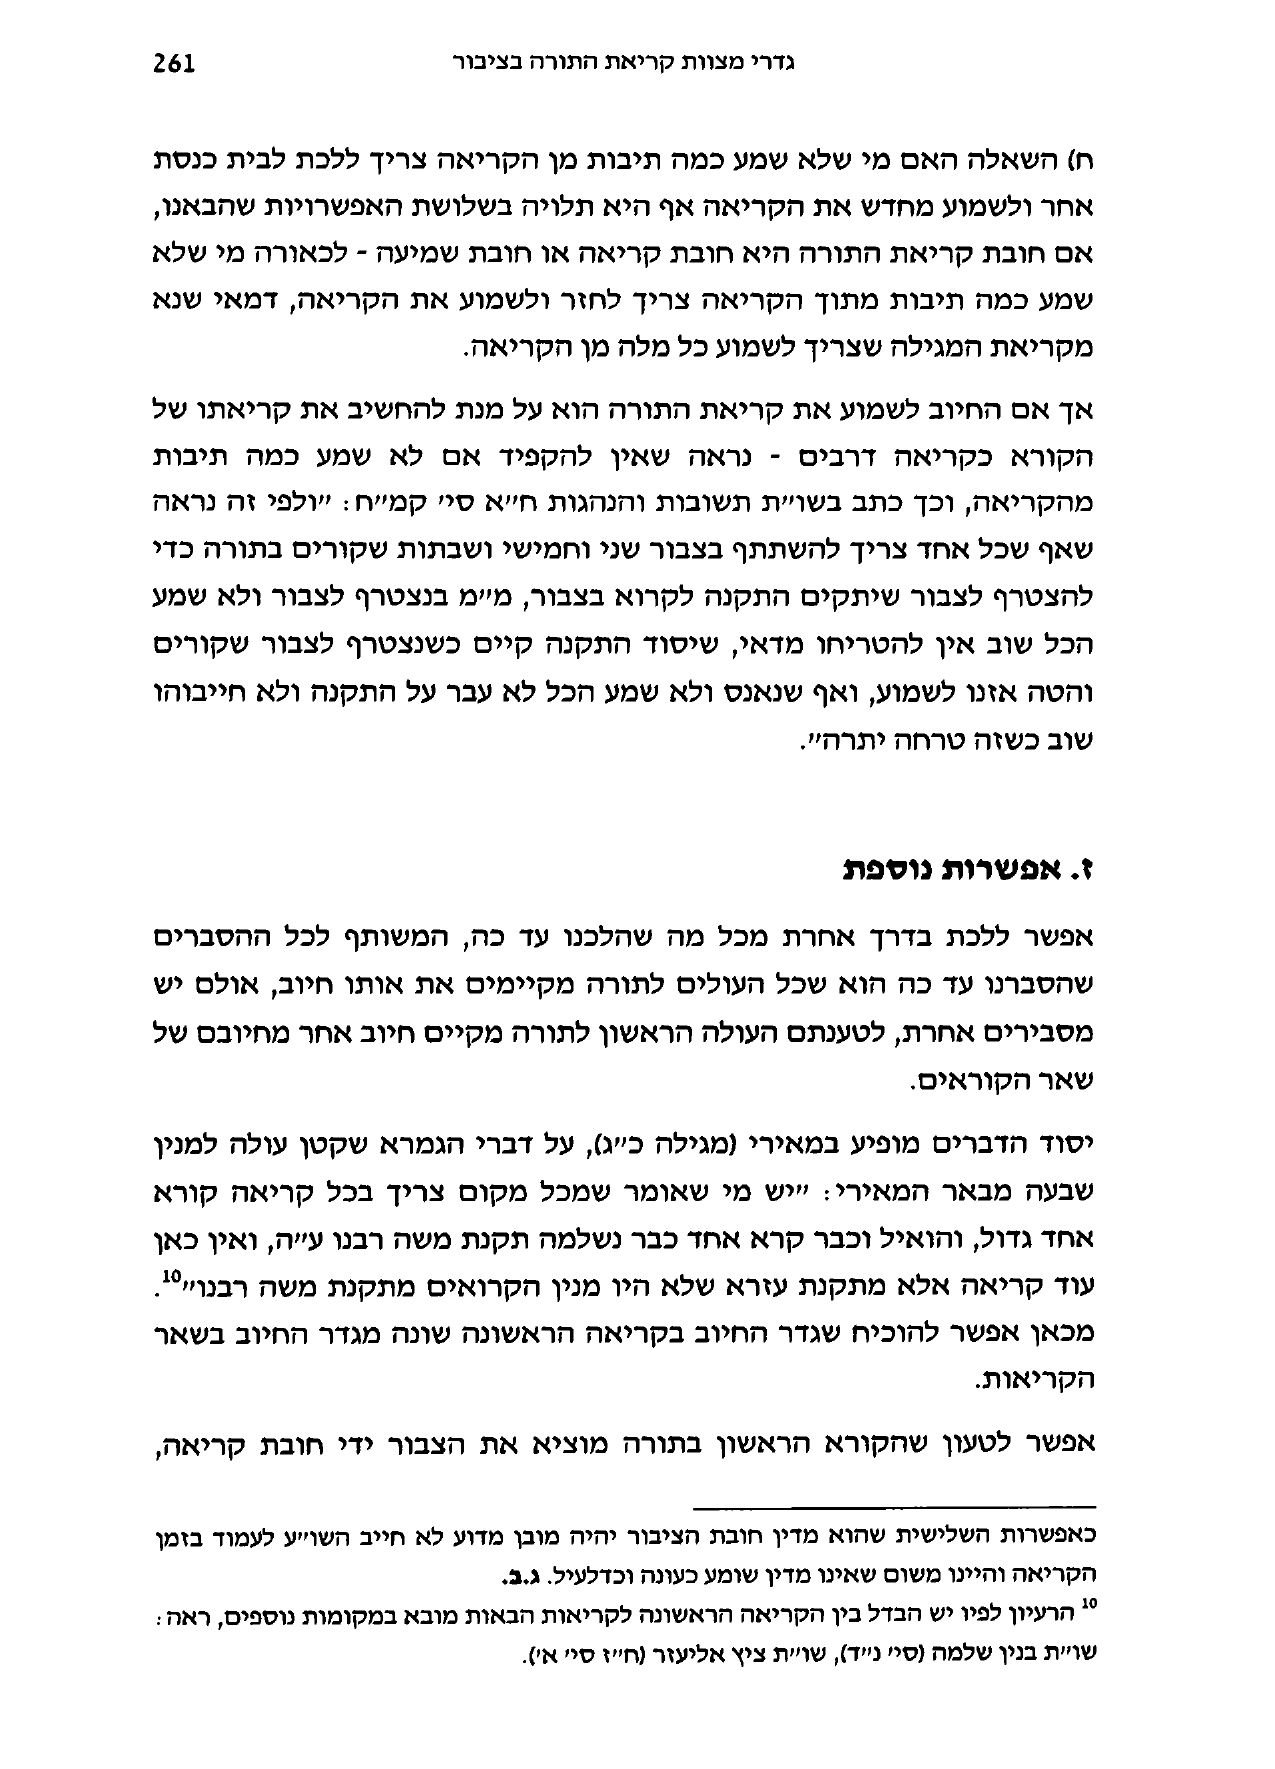 גדרי מצוות קריאת התורה בציבור 261
ח) השאלה האם מי שלא שמע כמה תיבות מן הקריאה צריך ללכת לבית כנסת
אחר ולשמוע מחדש את הקריאה אף היא תלויה בשלושת האפשרויות שהבאנו,
אם חובת קריאת התורה היא חובת קריאה או חובת שמיעה - לכאורה מי שלא
שמע כמה תיבות מתוך הקריאה צריך לחזור ולשמוע את הקריאה, דמאי שנא
מקריאת המגילה שצריך לשמוע כל מלה מן הקריאה.
אך אם החיוב לשמוע את קריאת התורה הוא על מנת להחשיב את קריאתו של
הקורא כקריאה דרבים - נראה שאין להקפיד אם לא שמע כמה תיבות
מהקריאה, וכך כתב בשו״ת תשובות והנהגות ח״א סי׳ קמ״ח: ״ולפי זה נראה
שאף שכל אחד צריך להשתתף בצבור שני וחמישי ושבתות שקורים בתורה כדי
להצטרף לצבור שיתקים התקנה לקרוא בצבור, מ״מ בנצטרף לצבור ולא שמע
הכל שוב אין להטריחו מדאי, שיסוד התקנה קיים כשנצטרף לצבור שקורים
והטה אזנו לשמוע, ואף שנאנס ולא שמע הכל לא עבר על התקנה ולא חייבוהו
שוב כשזה טרחה יתרה״.
ז. אפשרות נוספת
אפשר ללכת בדרך אחרת מכל מה שהלכנו עד כה, המשותף לכל ההסברים
שהסברנו עד כה הוא שכל העולים לתורה מקיימים את אותו חיוב, אולם יש
מסבירים אחרת, לטענתם העולה הראשון לתורה מקיים חיוב אחר מחיובם של
שאר הקוראים.
יסוד הדברים מופיע במאירי (מגילה כ״ג), על דברי הגמרא שקטן עולה למנין
שבעה מבאר המאירי: ״יש מי שאומר שמכל מקום צריך בכל קריאה קורא
אחד גדול, והואיל וכבר קרא אחד כבר נשלמה תקנת משה רבנו ע״ה, ואין כאן
עוד קריאה אלא מתקנת עזרא שלא היו מנין הקרואים מתקנת משה רבנו״10.
מכאן אפשר להוכיח שגדר החיוב בקריאה הראשונה שונה מגדר החיוב בשאר
הקריאות.
אפשר לטעון שהקורא הראשון בתורה מוציא את הצבור ידי חובת קריאה,
כאפשרות השלישית שהוא מדין חובת הציבור יהיה מובן מדוע לא חייב השו״ע לעמוד בזמן
הקריאה והיינו משום שאינו מדין שומע כעונה וכדלעיל. ג.ב.
10 הרעיון לפיו יש הבדל בין הקריאה הראשונה לקריאות הבאות מובא במקומות נוספים, ראה:
שו״ת בנין שלמה (סי׳ נ״ד), שו״ת ציץ אליעזר (ח״ז סי׳ א׳).